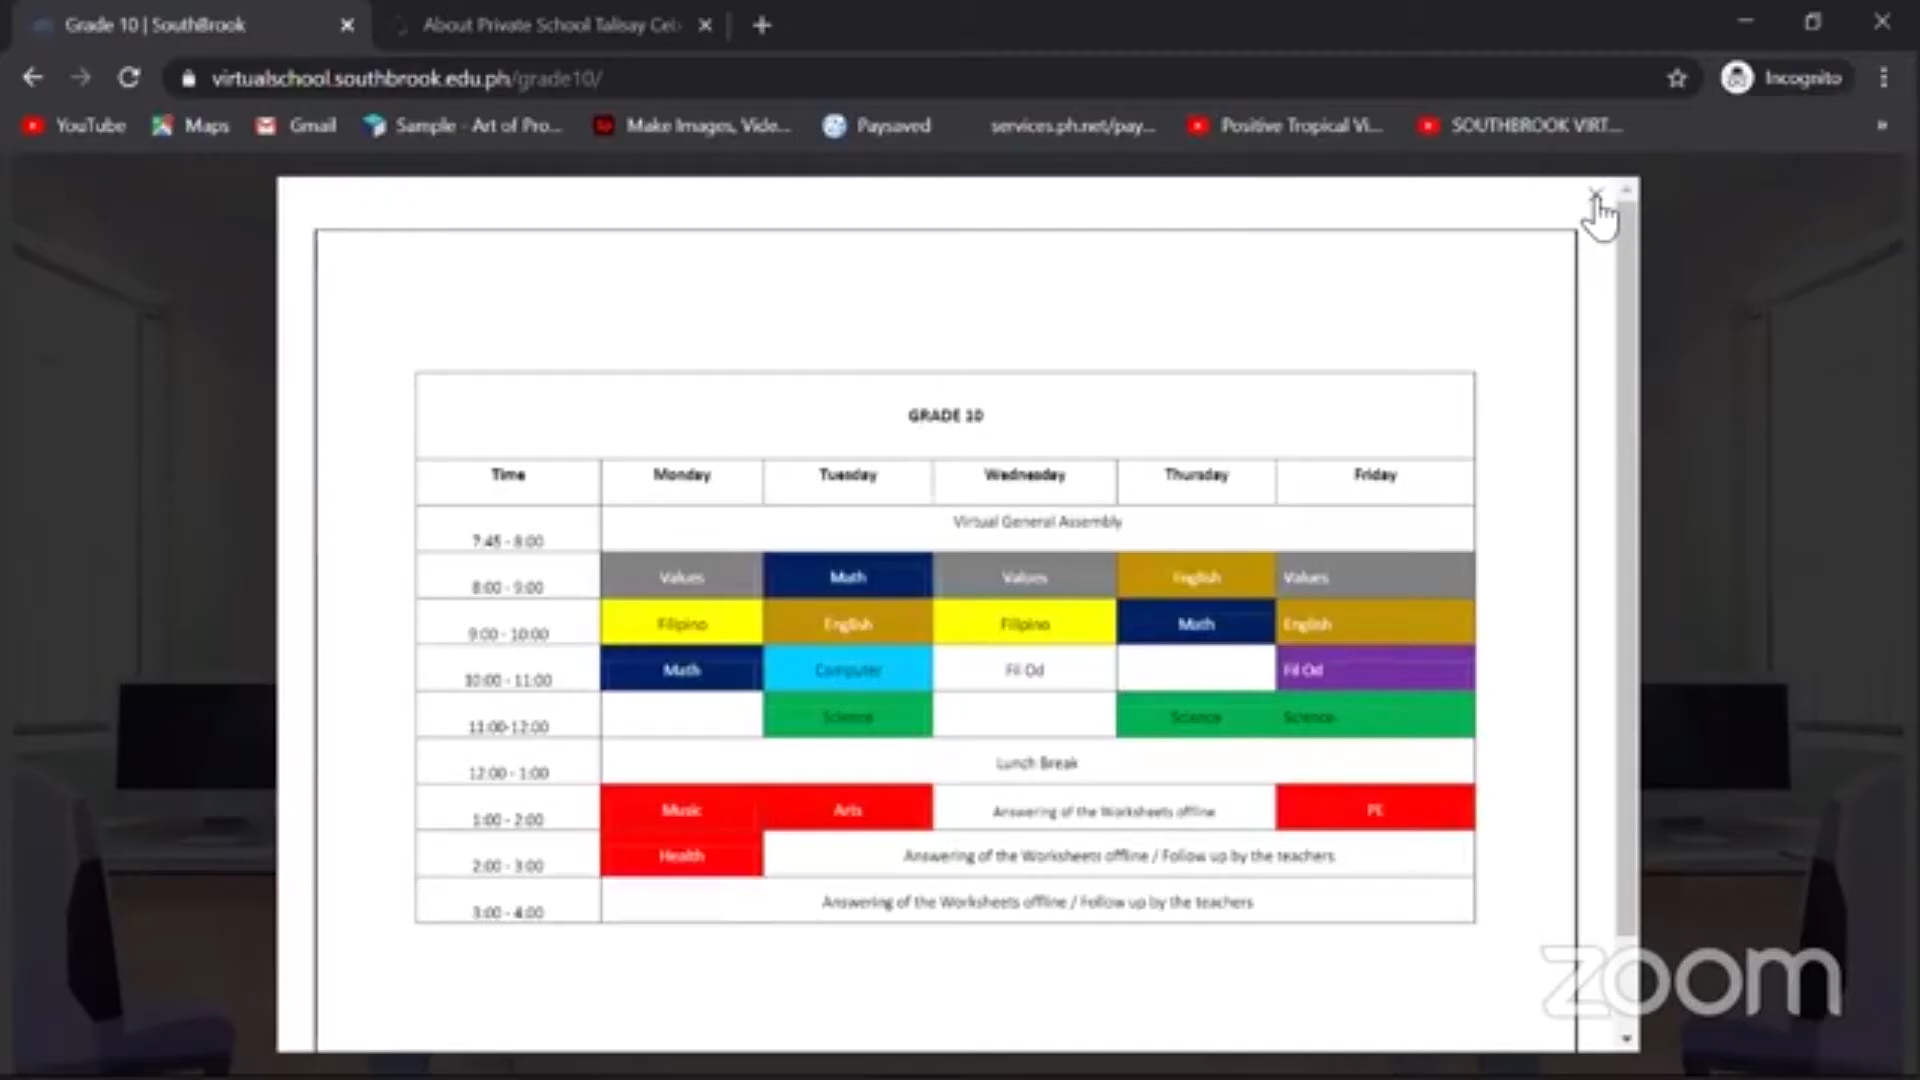 Grade 10 | SouthBrook
About Private School Talisay Ceb
virtualschool.southbrook.edu.ph/grade10/
Incognito
YouTube
Maps
Gmail
Sample - Art of Pro...
Make Images, Vide...
Paysaved
services.ph.net/pay...
Positive Tropical Vi...
SOUTHBROOK VIRT...
GRADE 10
Time Monday Tuesday Wednesday Thursday Friday
7:45 - 8:00 Virtual General Assembly
8:00 - 9:00 Values Math Values English Values
9:00 - 10:00 Filipino English Filipino Math English
10:00 - 11:00 Math Computer Fil Od Fil Od
11:00-12:00 Science Science Science
12:00 - 1:00 Lunch Break
1:00 - 2:00 Music Arts Answering of the Worksheets offline PE
2:00 - 3:00 Health Answering of the Worksheets offline / Follow up by the teachers
3:00 - 4:00 Answering of the Worksheets offline / Follow up by the teachers
zoom